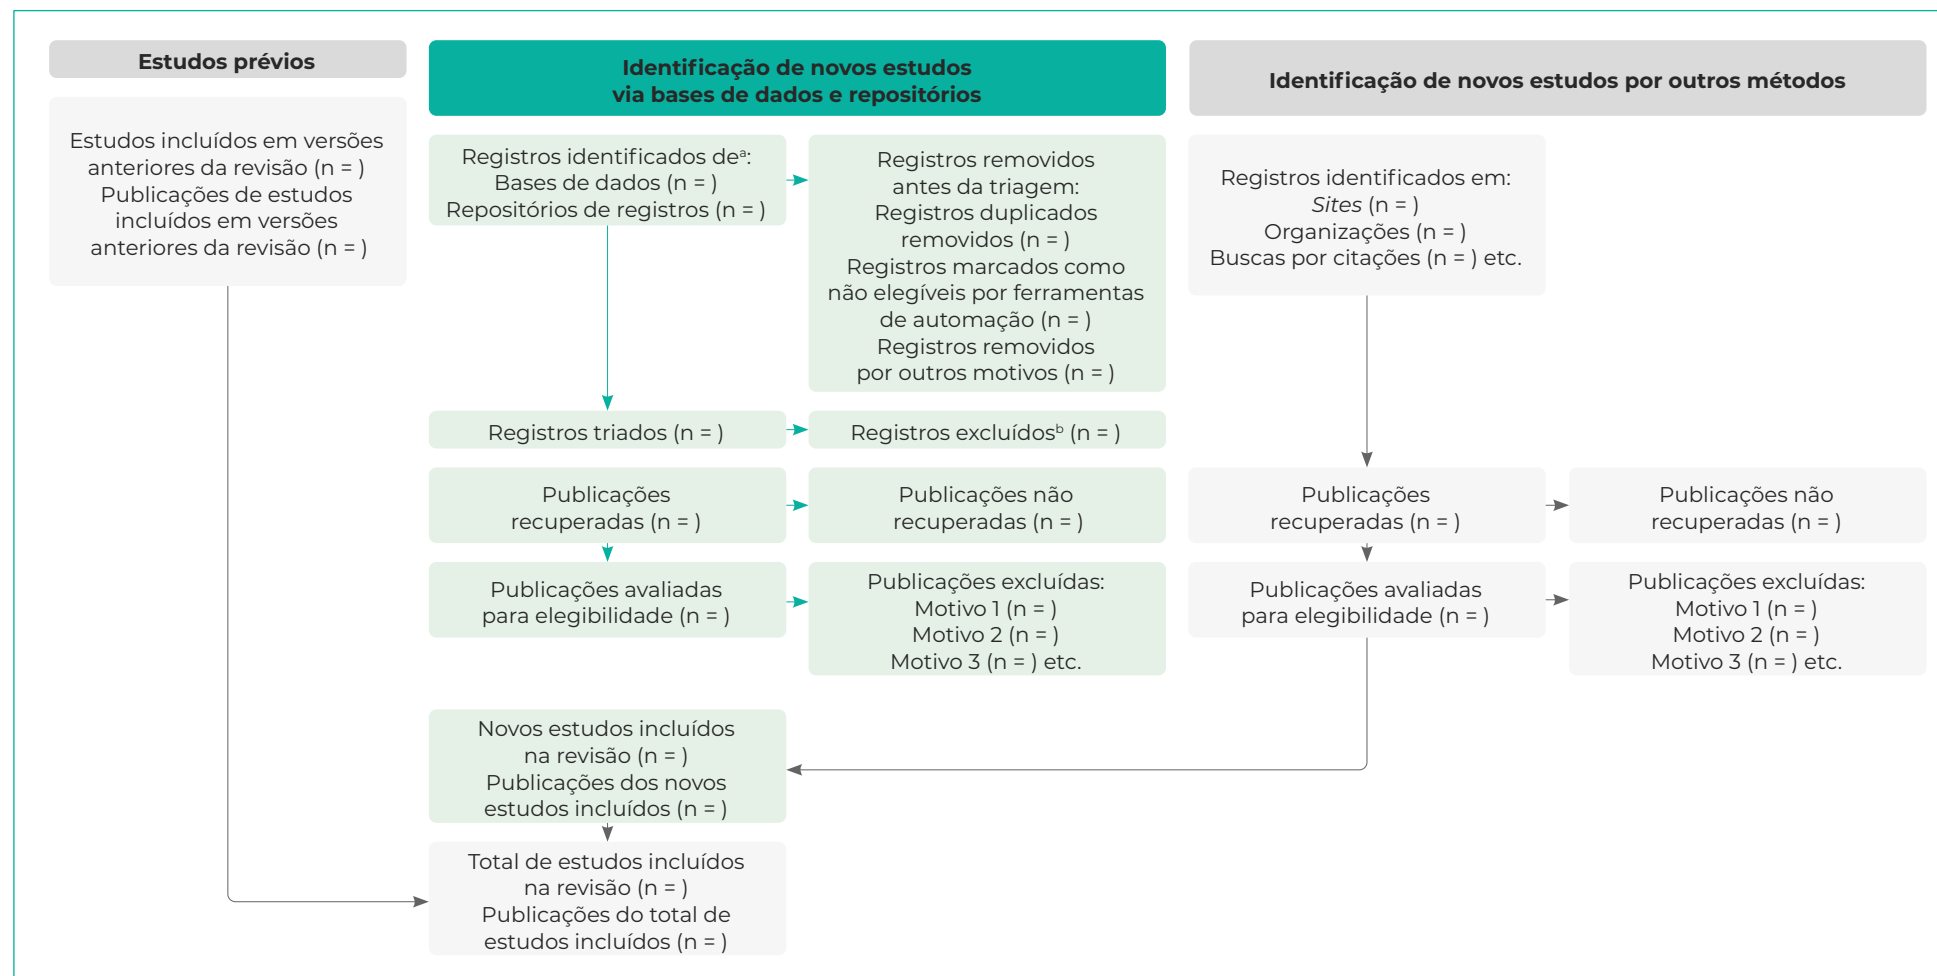 Estudos prévios
Estudos incluídos em versões
anteriores da revisão (n = )
Publicações de estudos
incluídos em versões
anteriores da revisão (n = )
Identificação de novos estudos
via bases de dados e repositórios
Registros identificados deª:
Bases de dados (n = )
Repositórios de registros (n = )
Registros removidos
antes da triagem:
Registros duplicados
removidos (n = )
Registros marcados como
não elegíveis por ferramentas
de automação (n = )
Registros removidos
por outros motivos (n = )
Registros triados (n = )
Registros excluídosᵇ (n = )
Publicações
recuperadas (n = )
Publicações não
recuperadas (n = )
Publicações avaliadas
para elegibilidade (n = )
Publicações excluídas:
Motivo 1 (n = )
Motivo 2 (n = )
Motivo 3 (n = ) etc.
Novos estudos incluídos
na revisão (n = )
Publicações dos novos
estudos incluídos (n = )
Total de estudos incluídos
na revisão (n = )
Publicações do total de
estudos incluídos (n = )
Identificação de novos estudos por outros métodos
Registros identificados em:
Sites (n = )
Organizações (n = )
Buscas por citações (n = ) etc.
Publicações
recuperadas (n = )
Publicações não
recuperadas (n = )
Publicações avaliadas
para elegibilidade (n = )
Publicações excluídas:
Motivo 1 (n = )
Motivo 2 (n = )
Motivo 3 (n = ) etc.